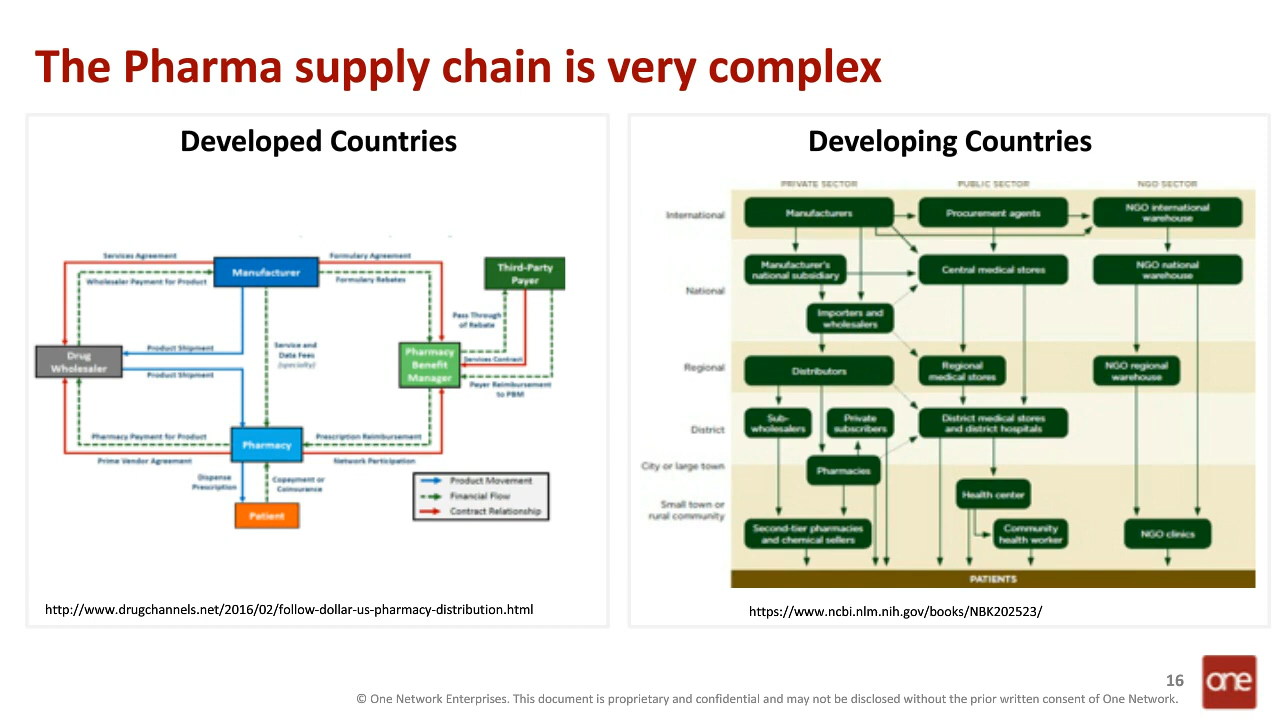 The Pharma supply chain is very complex
Developed Countries
Services Agreement
Wholesaler Payment for Product
Manufacturer
Formulary Agreement
Formulary Rebates
Third-Party
Payer
Pass Through
of Rebate
Drug
Wholesaler
Product Shipment
Product Shipment
Service and
Data Fees
(specialty)
Pharmacy
Benefit
Manager
Services Contract
Payer Reimbursement
to PBM
Pharmacy Payment for Product
Prime Vendor Agreement
Pharmacy
Prescription Reimbursement
Network Participation
Dispense
Prescription
Copayment or
Coinsurance
Patient
Product Movement
Financial Flow
Contract Relationship
http://www.drugchannels.net/2016/02/follow-dollar-us-pharmacy-distribution.html
Developing Countries
PRIVATE SECTOR
PUBLIC SECTOR
NGO SECTOR
International
Manufacturers
Procurement agents
NGO international
warehouse
National
Manufacturer's
national subsidiary
Central medical stores
NGO national
warehouse
Importers and
wholesalers
Regional
Distributors
Regional
medical stores
NGO regional
warehouse
District
Sub-
wholesalers
Private
subscribers
District medical stores
and district hospitals
City or large town
Pharmacies
Small town or
rural community
Health center
Second-tier pharmacies
and chemical sellers
Community
health worker
NGO clinics
PATIENTS
https://www.ncbi.nlm.nih.gov/books/NBK202523/
16
one
© One Network Enterprises. This document is proprietary and confidential and may not be disclosed without the prior written consent of One Network.